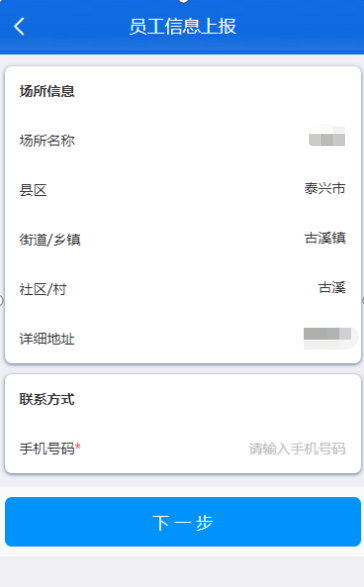 员工信息上报
场所信息
场所名称
县区 泰兴市
街道/乡镇 古溪镇
社区/村 古溪
详细地址
联系方式
手机号码* 请输入手机号码
下一步